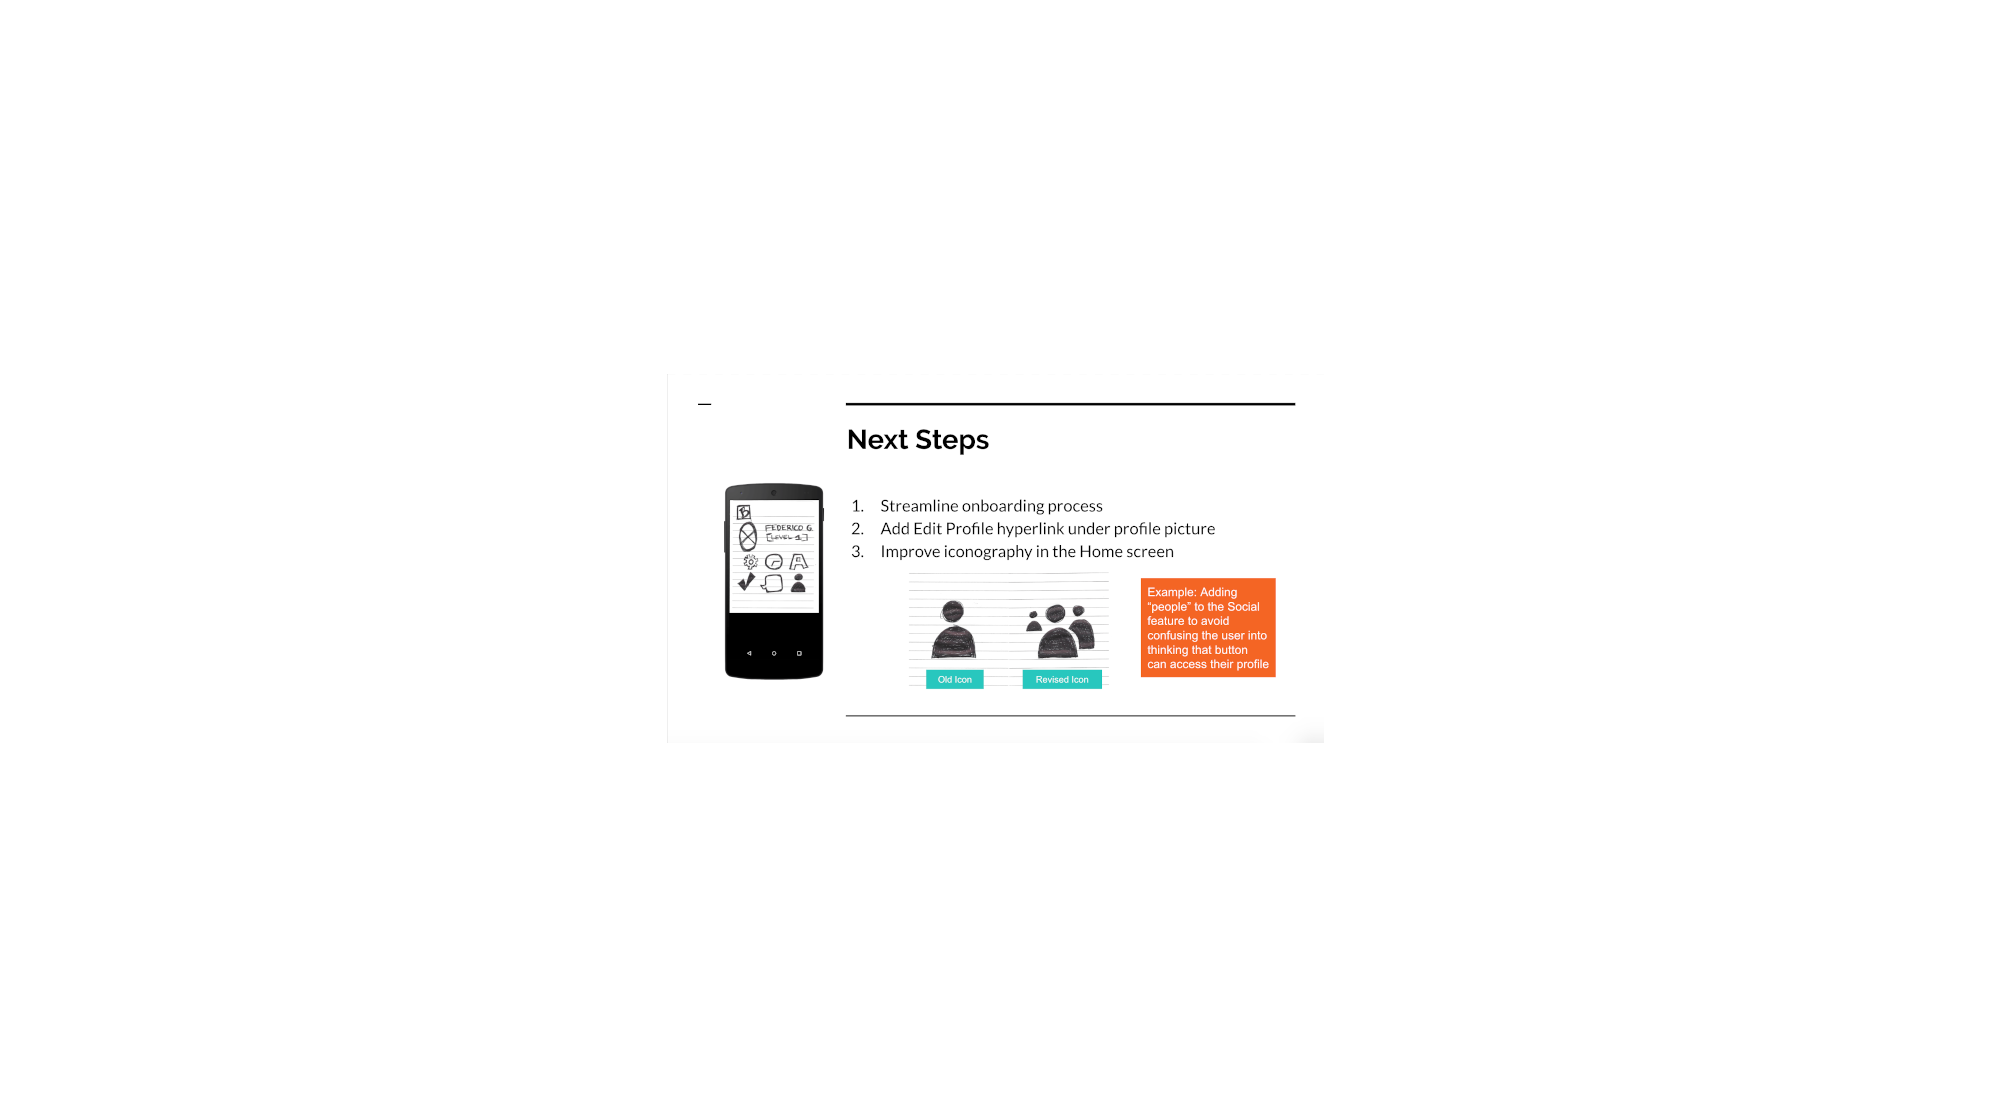 Next Steps
1. Streamline onboarding process
2. Add Edit Profile hyperlink under profile picture
3. Improve iconography in the Home screen
B
FEDERICO G.
[LEVEL 1]
Old Icon
Revised Icon
Example: Adding
“people” to the Social
feature to avoid
confusing the user into
thinking that button
can access their profile